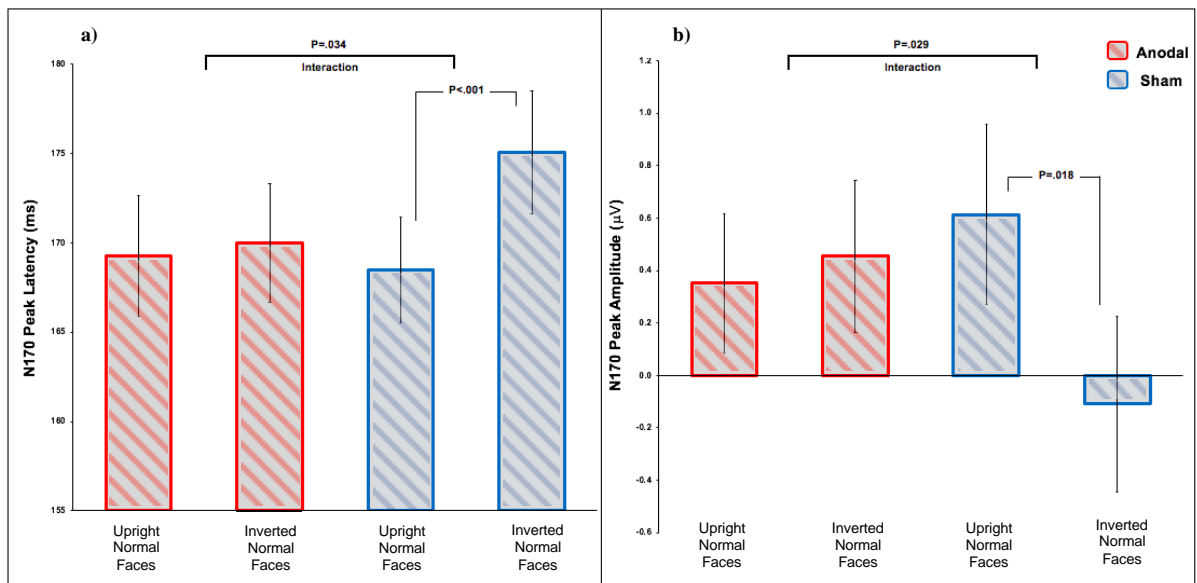 a)
P=.034
Interaction
P<.001
N170 Peak Latency (ms)
180
175
170
165
160
155
Upright
Normal
Faces
Inverted
Normal
Faces
Upright
Normal
Faces
Inverted
Normal
Faces
b)
P=.029
Interaction
Anodal
Sham
P=.018
N170 Peak Amplitude (µV)
1.2
1.0
0.8
0.6
0.4
0.2
0.0
-0.2
-0.4
-0.6
Upright
Normal
Faces
Inverted
Normal
Faces
Upright
Normal
Faces
Inverted
Normal
Faces